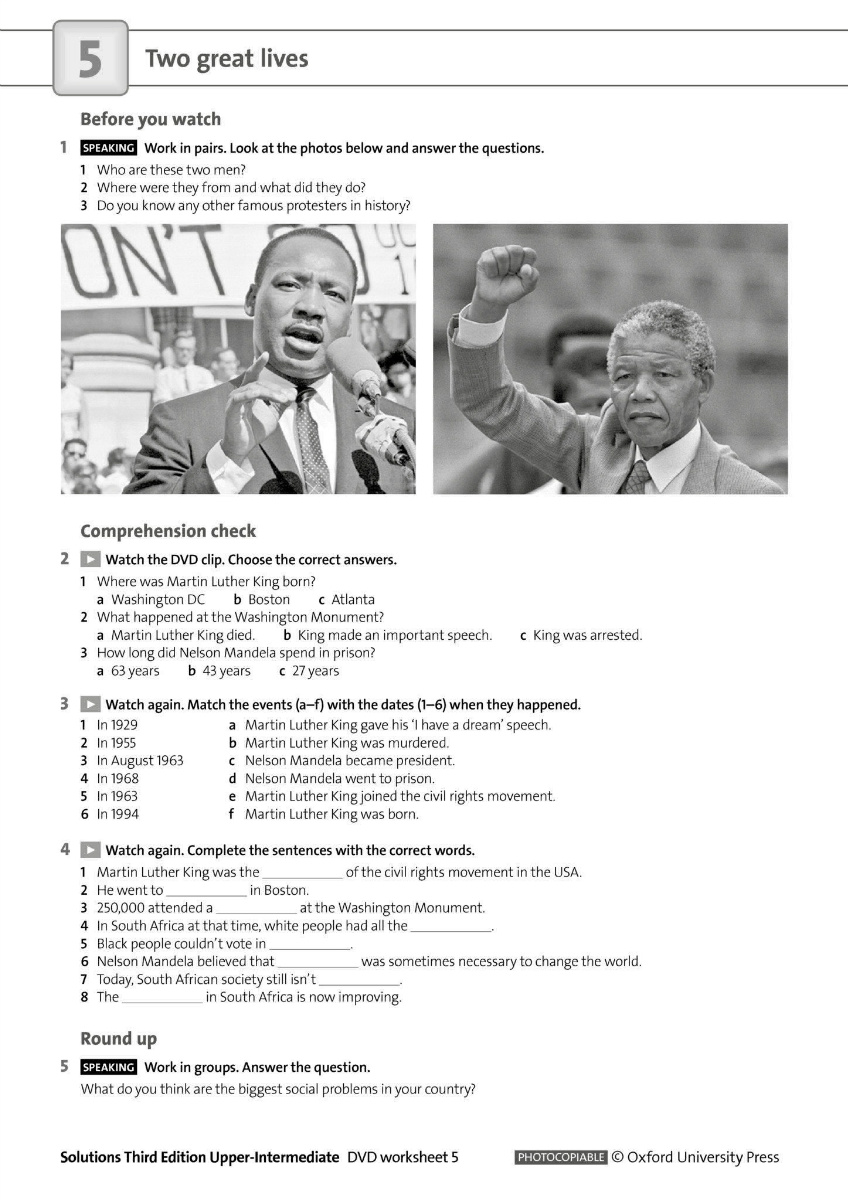 5 Two great lives
Before you watch
1 SPEAKING Work in pairs. Look at the photos below and answer the questions.
1 Who are these two men?
2 Where were they from and what did they do?
3 Do you know any other famous protesters in history?
ON'T GO
Comprehension check
2 Watch the DVD clip. Choose the correct answers.
1 Where was Martin Luther King born?
a Washington DC b Boston c Atlanta
2 What happened at the Washington Monument?
a Martin Luther King died. b King made an important speech. c King was arrested.
3 How long did Nelson Mandela spend in prison?
a 63 years b 43 years c 27 years
3 Watch again. Match the events (a–f) with the dates (1–6) when they happened.
1 In 1929 a Martin Luther King gave his ‘I have a dream’ speech.
2 In 1955 b Martin Luther King was murdered.
3 In August 1963 c Nelson Mandela became president.
4 In 1968 d Nelson Mandela went to prison.
5 In 1963 e Martin Luther King joined the civil rights movement.
6 In 1994 f Martin Luther King was born.
4 Watch again. Complete the sentences with the correct words.
1 Martin Luther King was the __________ of the civil rights movement in the USA.
2 He went to __________ in Boston.
3 250,000 attended a __________ at the Washington Monument.
4 In South Africa at that time, white people had all the __________.
5 Black people couldn’t vote in __________.
6 Nelson Mandela believed that __________ was sometimes necessary to change the world.
7 Today, South African society still isn’t __________.
8 The __________ in South Africa is now improving.
Round up
5 SPEAKING Work in groups. Answer the question.
What do you think are the biggest social problems in your country?
Solutions Third Edition Upper-Intermediate DVD worksheet 5 PHOTOCOPIABLE © Oxford University Press